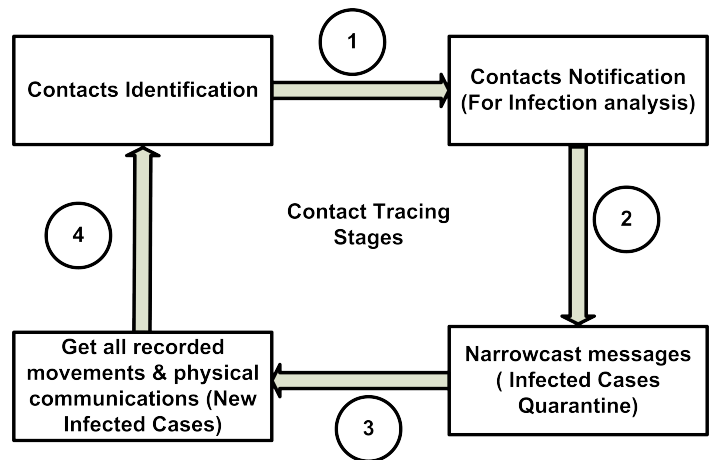 1
Contacts Identification
Contacts Notification
(For Infection analysis)
Contact Tracing
Stages
2
4
Get all recorded
movements & physical
communications (New
Infected Cases)
Narrowcast messages
( Infected Cases
Quarantine)
3